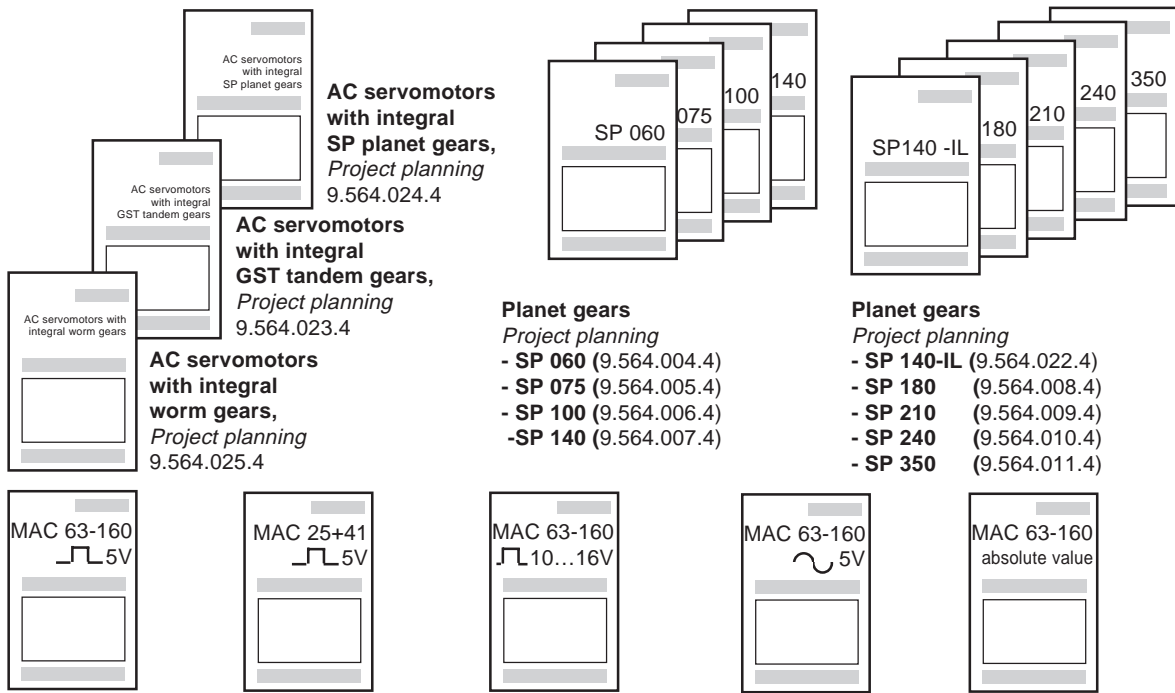 AC servomotors
with integral
SP planet gears
AC servomotors
with integral
SP planet gears,
Project planning
9.564.024.4
AC servomotors
with integral
GST tandem gears
AC servomotors
with integral
GST tandem gears,
Project planning
9.564.023.4
AC servomotors with
integral worm gears
AC servomotors
with integral
worm gears,
Project planning
9.564.025.4
SP 060
075
100
140
Planet gears
Project planning
- SP 060 (9.564.004.4)
- SP 075 (9.564.005.4)
- SP 100 (9.564.006.4)
-SP 140 (9.564.007.4)
SP140 -IL
180
210
240
350
Planet gears
Project planning
- SP 140-IL (9.564.022.4)
- SP 180 (9.564.008.4)
- SP 210 (9.564.009.4)
- SP 240 (9.564.010.4)
- SP 350 (9.564.011.4)
MAC 63-160
5V
MAC 25+41
5V
MAC 63-160
10...16V
MAC 63-160
5V
MAC 63-160
absolute value